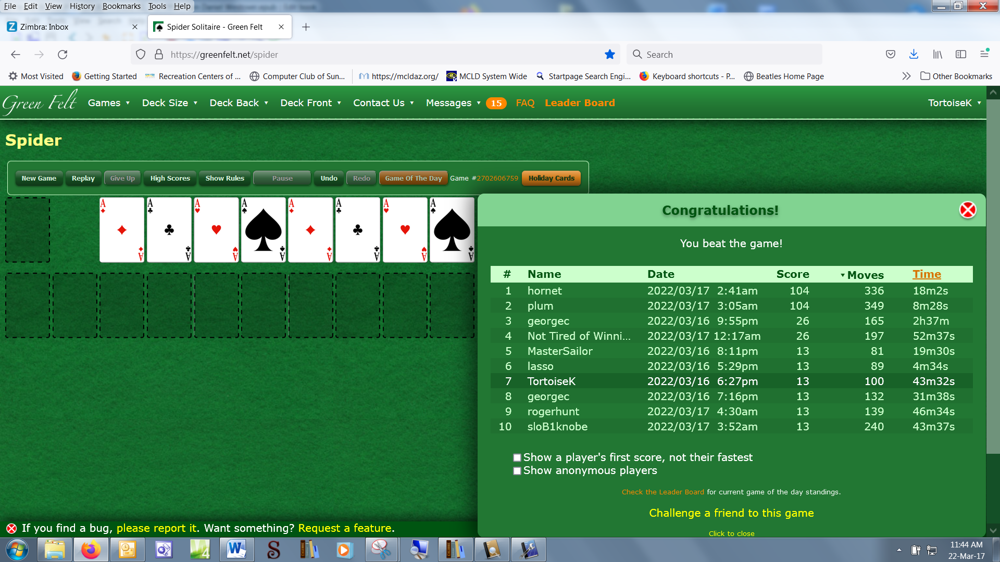 File Edit View History Bookmarks Tools Help
Zimbra: Inbox
Spider Solitaire - Green Felt
https://greenfelt.net/spider
Search
Most Visited Getting Started Recreation Centers of ... Computer Club of Sun... https://mcldaz.org/ MCLD System Wide Startpage Search Engi... Keyboard shortcuts - P... Beatles Home Page Other Bookmarks
Green Felt Games Deck Size Deck Back Deck Front Contact Us Messages 15 FAQ Leader Board TortoiseK
Spider
New Game Replay Give Up High Scores Show Rules Pause Undo Redo Game Of The Day Game #2702606759 Holiday Cards
A A A A A A A A
A A A A A A A A
Congratulations!
You beat the game!
# Name Date Score Moves Time
1 hornet 2022/03/17 2:41am 104 336 18m2s
2 plum 2022/03/17 3:05am 104 349 8m28s
3 georgec 2022/03/16 9:55pm 26 165 2h37m
4 Not Tired of Winni... 2022/03/17 12:17am 26 197 52m37s
5 MasterSailor 2022/03/16 8:11pm 13 81 19m30s
6 lasso 2022/03/16 5:29pm 13 89 4m34s
7 TortoiseK 2022/03/16 6:27pm 13 100 43m32s
8 georgec 2022/03/16 7:16pm 13 132 31m38s
9 rogerhunt 2022/03/17 4:30am 13 139 46m34s
10 sloB1knobe 2022/03/17 3:52am 13 240 43m37s
Show a player's first score, not their fastest
Show anonymous players
Check the Leader Board for current game of the day standings.
Challenge a friend to this game
Click to close
If you find a bug, please report it. Want something? Request a feature.
11:44 AM
22-Mar-17